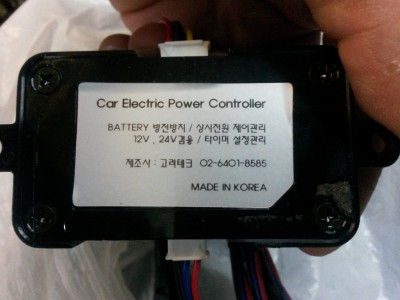 Car Electric Power Controller
BATTERY 방전방지 / 상시전원 제어관리
12V , 24V겸용 / 타이머 설정관리
제조사 : 고려테크 02-6401-8585
MADE IN KOREA